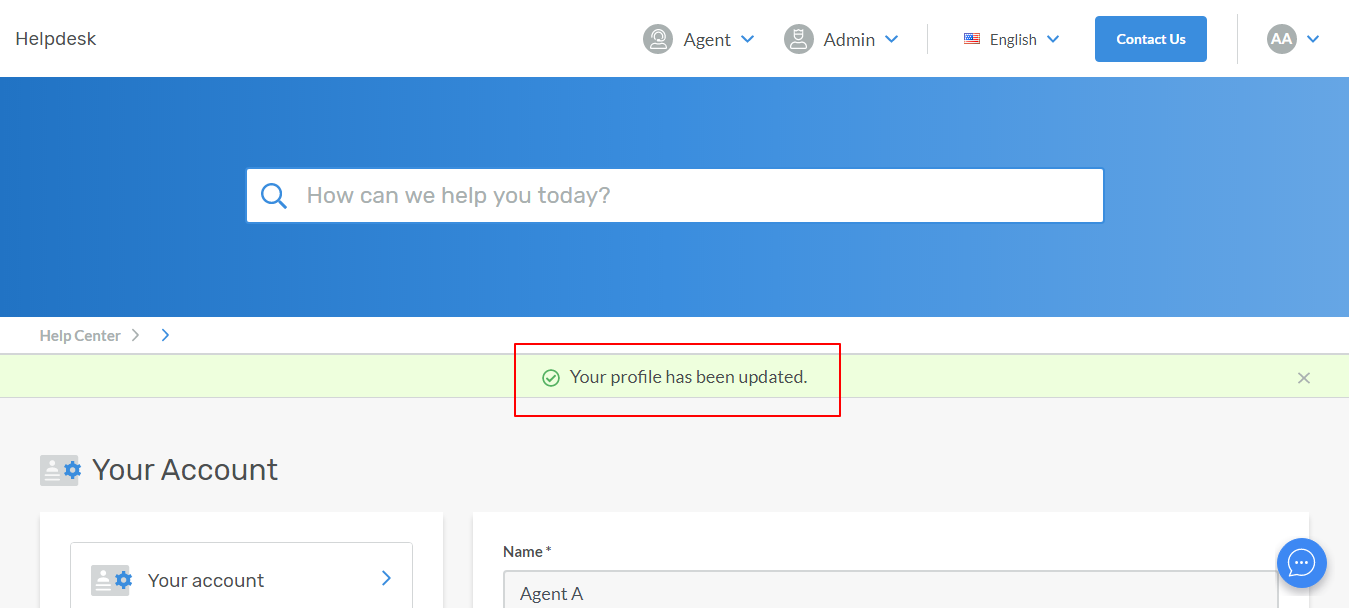 Helpdesk
Agent
Admin
English
Contact Us
AA
How can we help you today?
Help Center
Your profile has been updated.
Your Account
Your account
Name *
Agent A